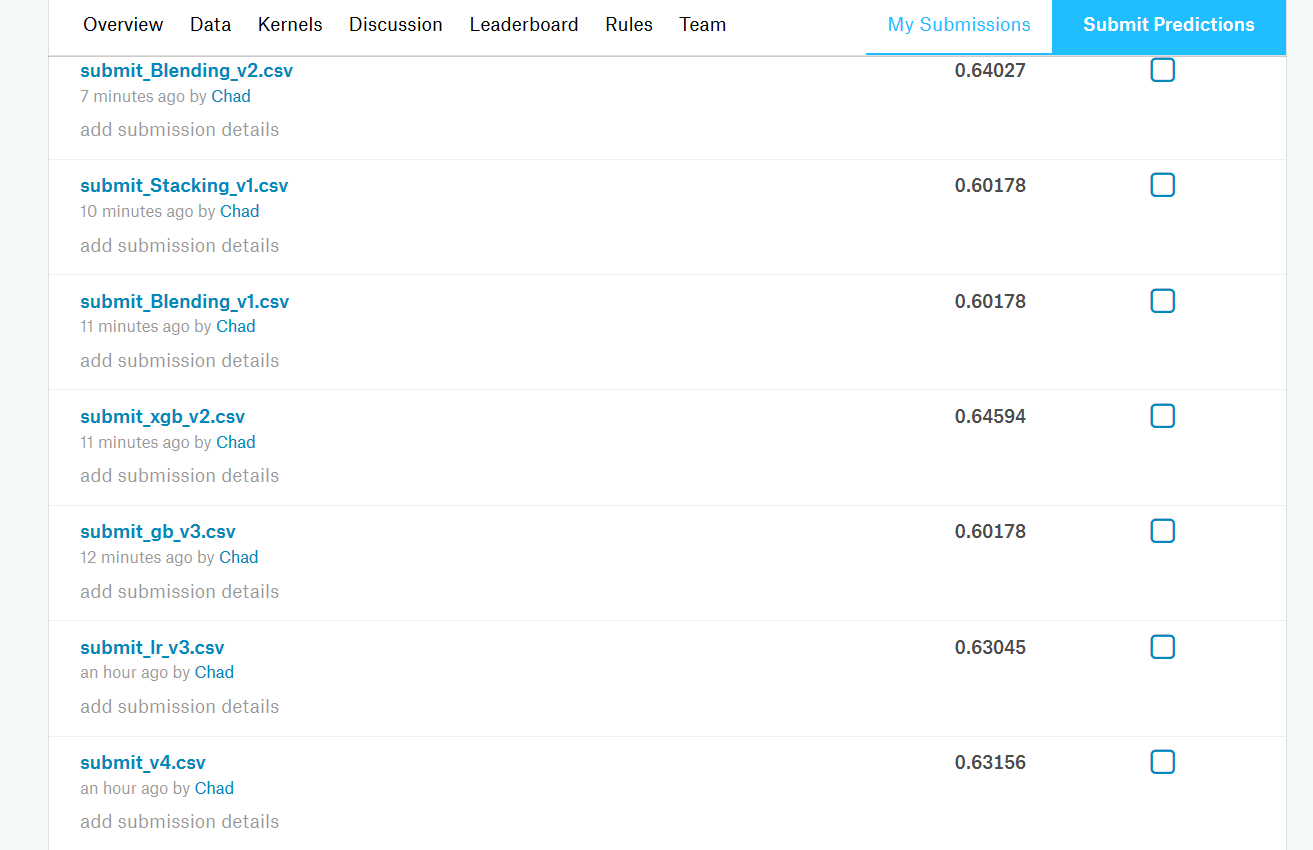 Overview Data Kernels Discussion Leaderboard Rules Team My Submissions Submit Predictions
submit_Blending_v2.csv 0.64027
7 minutes ago by Chad
add submission details
submit_Stacking_v1.csv 0.60178
10 minutes ago by Chad
add submission details
submit_Blending_v1.csv 0.60178
11 minutes ago by Chad
add submission details
submit_xgb_v2.csv 0.64594
11 minutes ago by Chad
add submission details
submit_gb_v3.csv 0.60178
12 minutes ago by Chad
add submission details
submit_lr_v3.csv 0.63045
an hour ago by Chad
add submission details
submit_v4.csv 0.63156
an hour ago by Chad
add submission details